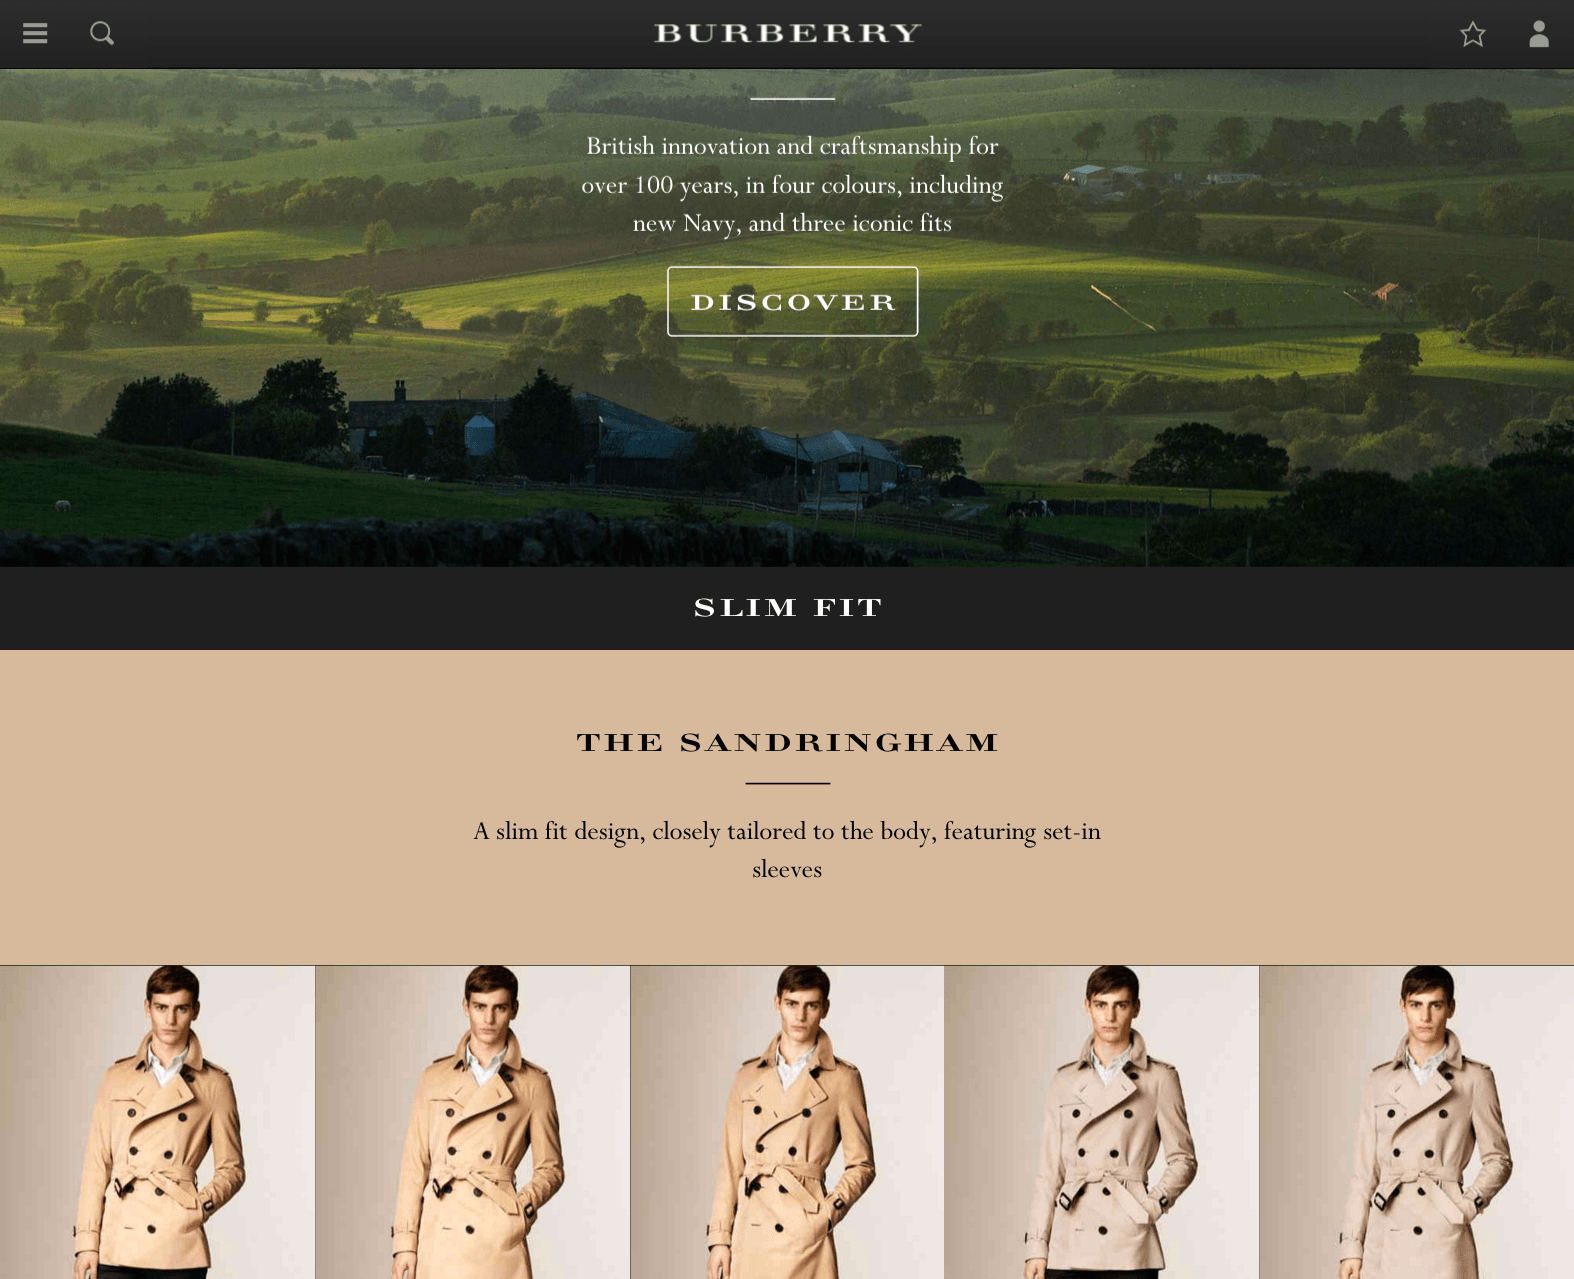 BURBERRY
British innovation and craftsmanship for
over 100 years, in four colours, including
new Navy, and three iconic fits
DISCOVER
SLIM FIT
THE SANDRINGHAM
A slim fit design, closely tailored to the body, featuring set-in
sleeves